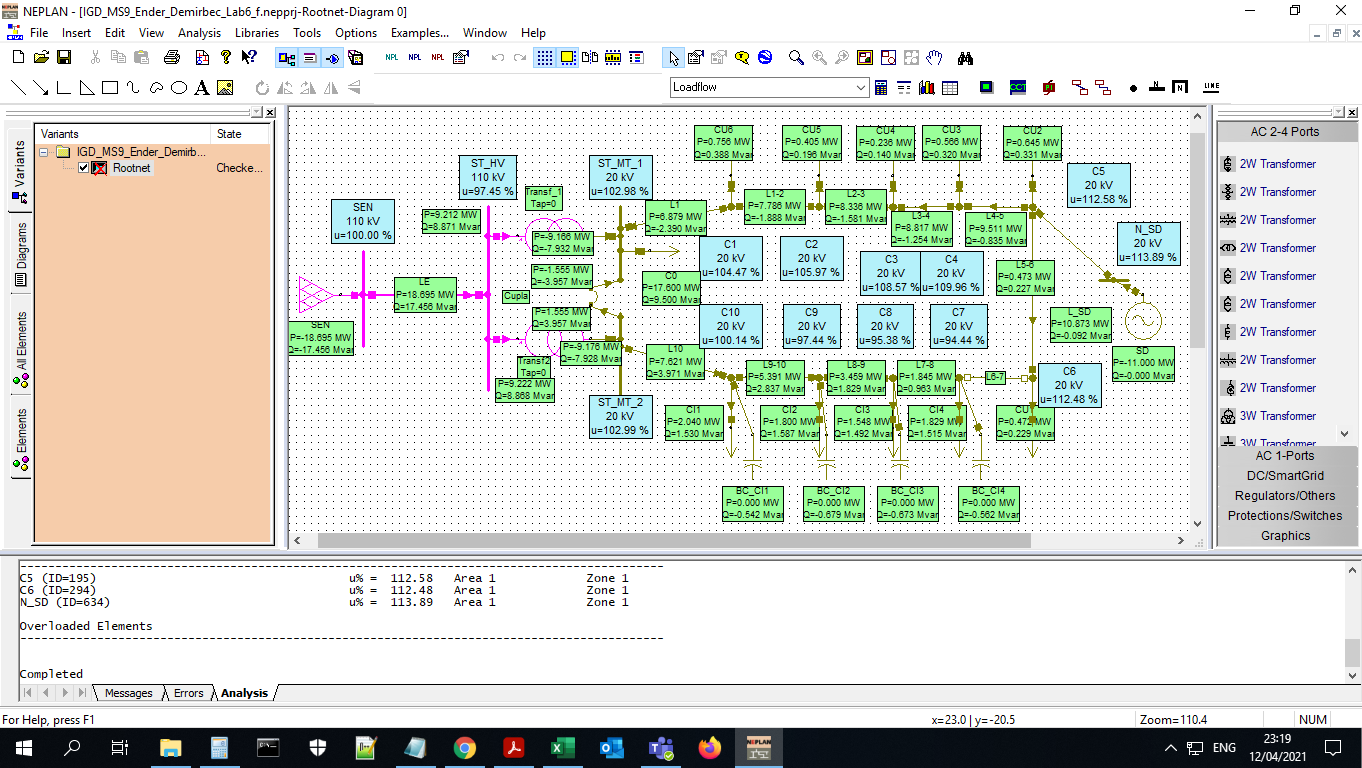 NEPLAN - [IGD_MS9_Ender_Demirbec_Lab6_f.nepprj-Rootnet-Diagram 0]
File Insert Edit View Analysis Libraries Tools Options Examples... Window Help
NPL NPL NPL
Loadflow
CCT
N
N
LINE
Variants State
IGD_MS9_Ender_Demirb...
Rootnet Checke...
Variants
Diagrams
All Elements
Elements
CU6
P=0.756 MW
Q=0.388 Mvar
CU5
P=0.405 MW
Q=0.196 Mvar
CU4
P=0.236 MW
Q=0.140 Mvar
CU3
P=0.566 MW
Q=0.320 Mvar
CU2
P=0.645 MW
Q=0.331 Mvar
ST_HV
110 kV
u=97.45 %
ST_MT_1
20 kV
u=102.98 %
C5
20 kV
u=112.58 %
Transf_1
Tap=0
SEN
110 kV
u=100.00 %
P=9.212 MW
Q=8.871 Mvar
L1
P=6.879 MW
Q=-2.390 Mvar
L1-2
P=7.786 MW
Q=-1.888 Mvar
L2-3
P=8.336 MW
Q=-1.581 Mvar
L3-4
P=8.817 MW
Q=-1.254 Mvar
L4-5
P=9.511 MW
Q=-0.835 Mvar
N_SD
20 kV
u=113.89 %
P=-9.166 MW
Q=-7.932 Mvar
C1
20 kV
u=104.47 %
C2
20 kV
u=105.97 %
C3
20 kV
u=108.57 %
C4
20 kV
u=109.96 %
L5-6
P=0.473 MW
Q=0.227 Mvar
LE
P=18.695 MW
Q=17.456 Mvar
P=-1.555 MW
Q=-3.957 Mvar
Cupla
C0
P=17.600 MW
Q=9.500 Mvar
P=1.555 MW
Q=3.957 Mvar
C10
20 kV
u=100.14 %
C9
20 kV
u=97.44 %
C8
20 kV
u=95.38 %
C7
20 kV
u=94.44 %
L_SD
P=10.873 MW
Q=-0.092 Mvar
SEN
P=-18.695 MW
Q=-17.456 Mvar
P=-9.176 MW
Q=-7.928 Mvar
L10
P=7.621 MW
Q=3.971 Mvar
SD
P=-11.000 MW
Q=-0.000 Mvar
Transf2
Tap=0
P=9.222 MW
Q=8.868 Mvar
L9-10
P=5.391 MW
Q=2.837 Mvar
L8-9
P=3.459 MW
Q=1.829 Mvar
L7-8
P=1.845 MW
Q=0.963 Mvar
L6-7
C6
20 kV
u=112.48 %
ST_MT_2
20 kV
u=102.99 %
CI1
P=2.040 MW
Q=1.530 Mvar
CI2
P=1.800 MW
Q=1.587 Mvar
CI3
P=1.548 MW
Q=1.492 Mvar
CI4
P=1.829 MW
Q=1.515 Mvar
P=0.472 MW
Q=0.229 Mvar
BC_CI1
P=0.000 MW
Q=-0.542 Mvar
BC_CI2
P=0.000 MW
Q=-0.679 Mvar
BC_CI3
P=0.000 MW
Q=-0.673 Mvar
BC_CI4
P=0.000 MW
Q=-0.562 Mvar
AC 2-4 Ports
2W Transformer
2W Transformer
2W Transformer
2W Transformer
2W Transformer
2W Transformer
2W Transformer
2W Transformer
2W Transformer
3W Transformer
3W Transformer
AC 1-Ports
DC/SmartGrid
Regulators/Others
Protections/Switches
Graphics
C5 (ID=195) u% = 112.58 Area 1 Zone 1
C6 (ID=294) u% = 112.48 Area 1 Zone 1
N_SD (ID=634) u% = 113.89 Area 1 Zone 1
Overloaded Elements
Completed
Messages Errors Analysis
For Help, press F1 x=23.0 | y= -20.5 Zoom=110.4 NUM
NEPLAN
ENG
23:19
12/04/2021